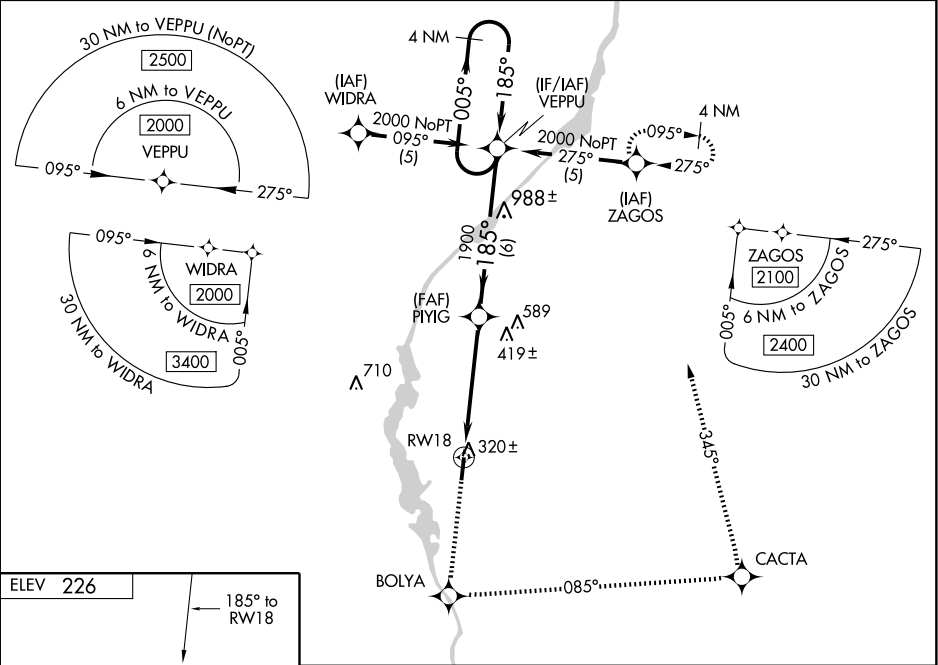 30 NM to VEPPU (NoPT)
2500
6 NM to VEPPU
2000
VEPPU
095°
275°
4 NM
005°
185°
(IAF)
WIDRA
2000 NoPT
095°
(5)
(IF/IAF)
VEPPU
2000 NoPT
275°
(5)
4 NM
095°
275°
(IAF)
ZAGOS
988±
1900
185°
(6)
095°
WIDRA
2000
6 NM to WIDRA
3400
30 NM to WIDRA
005°
ZAGOS
2100
275°
005°
6 NM to ZAGOS
2400
30 NM to ZAGOS
(FAF)
PIYIG
589
419±
710
RW18
320±
345°
BOLYA
085°
CACTA
ELEV 226
185° to
RW18